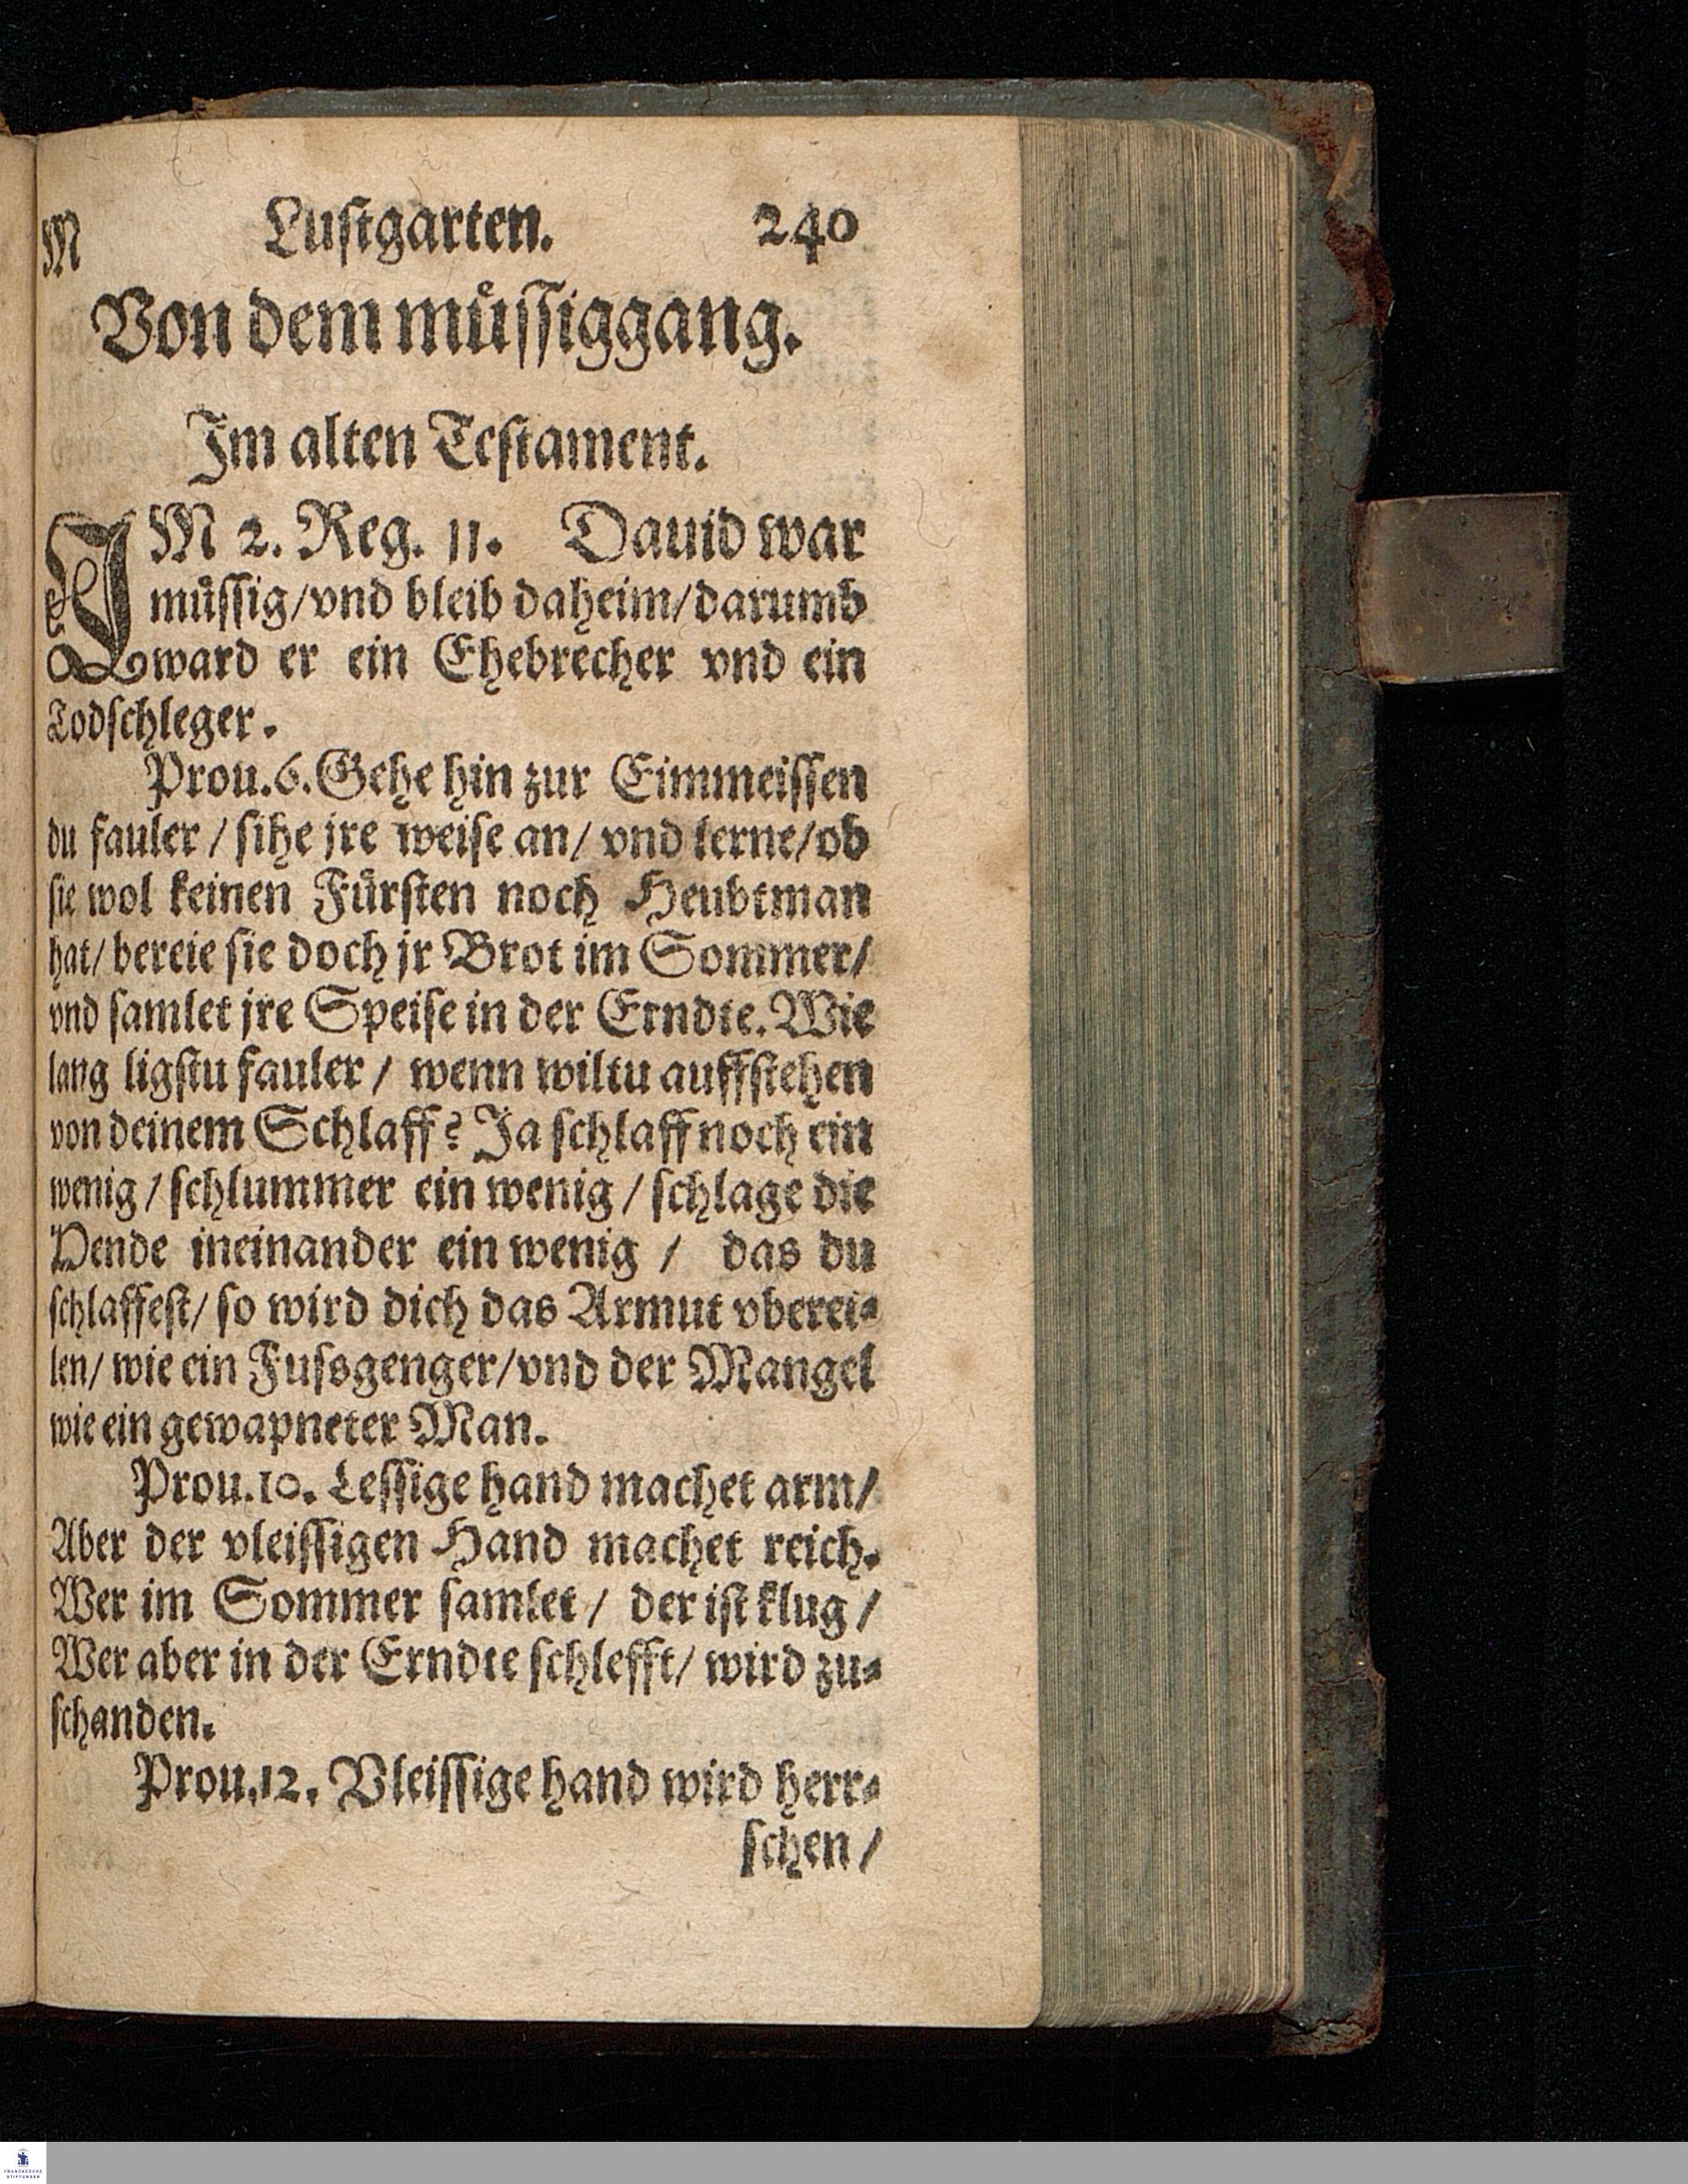 M Lustgarten. 240
Von dem můssiggang.
Im alten Testament.
IM 2. Reg. 11. Dauid war
můssig/vnd bleib daheim/darumb
ward er ein Ehebrecher vnd ein
Todschleger.
Prou.6. Gehe hin zur Eimmeissen
du fauler / sihe jre weise an/ vnd lerne/ob
sie wol keinen Fůrsten noch Heubtman
hat/ bereie sie doch jr Brot im Sommer/
vnd samlet jre Speise in der Erndte. Wie
lang ligstu fauler / wenn wiltu auffstehen
von deinem Schlaff? Ja schlaff noch ein
wenig / schlummer ein wenig / schlage die
Hende ineinander ein wenig / das du
schlaffest/ so wird dich das Armut vberei-
len/ wie ein Fussgenger/vnd der Mangel
wie ein gewapneter Man.
Prou.10. Lessige hand machet arm/
Aber der vleissigen Hand machet reich.
Wer im Sommer samlet / der ist klug /
Wer aber in der Erndte schlefft/ wird zu-
schanden.
Prou.12. Vleissige hand wird herr-
schen /
FRANCKESCHE
STIFTUNGEN